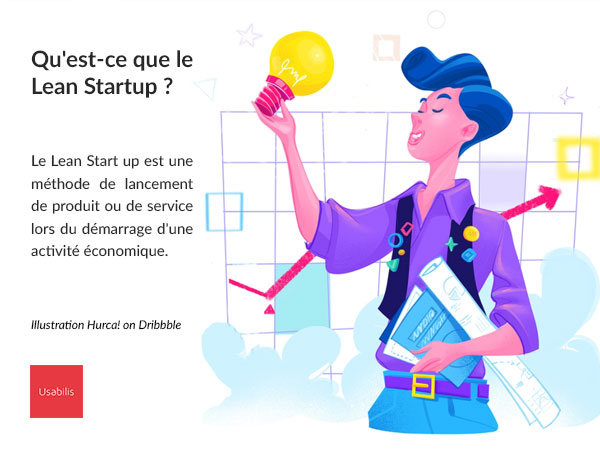 Qu'est-ce que le
Lean Startup ?
Le Lean Start up est une
méthode de lancement
de produit ou de service
lors du démarrage d'une
activité économique.
Illustration Hurca! on Dribbble
Usabilis